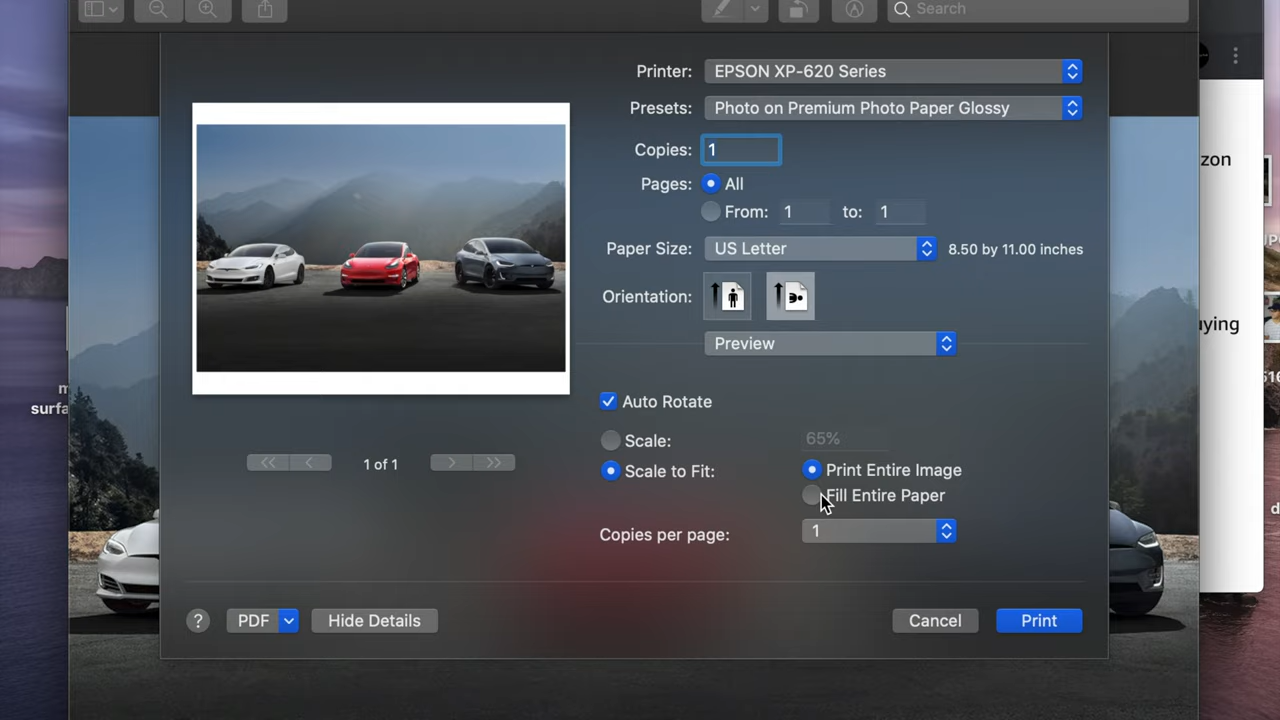 Search
Printer: EPSON XP-620 Series
Presets: Photo on Premium Photo Paper Glossy
Copies: 1
Pages: All
From: 1 to: 1
Paper Size: US Letter 8.50 by 11.00 inches
Orientation:
Preview
Auto Rotate
Scale: 65%
Scale to Fit: Print Entire Image
Fill Entire Paper
Copies per page: 1
1 of 1
? PDF Hide Details Cancel Print
zon